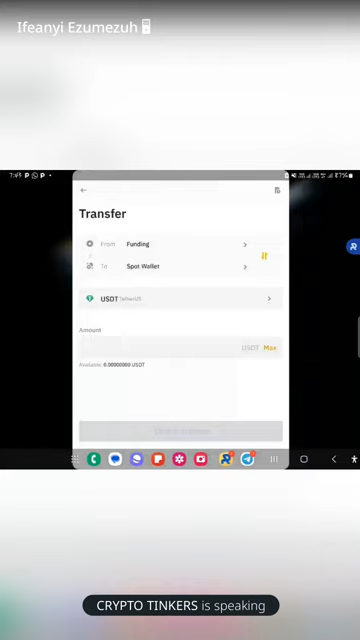 Ifeanyi Ezumezuh
Transfer
From Funding
To Spot Wallet
USDT TetherUS
Amount
USDT Max
Available: 0.00000000 USDT
CRYPTO TINKERS is speaking